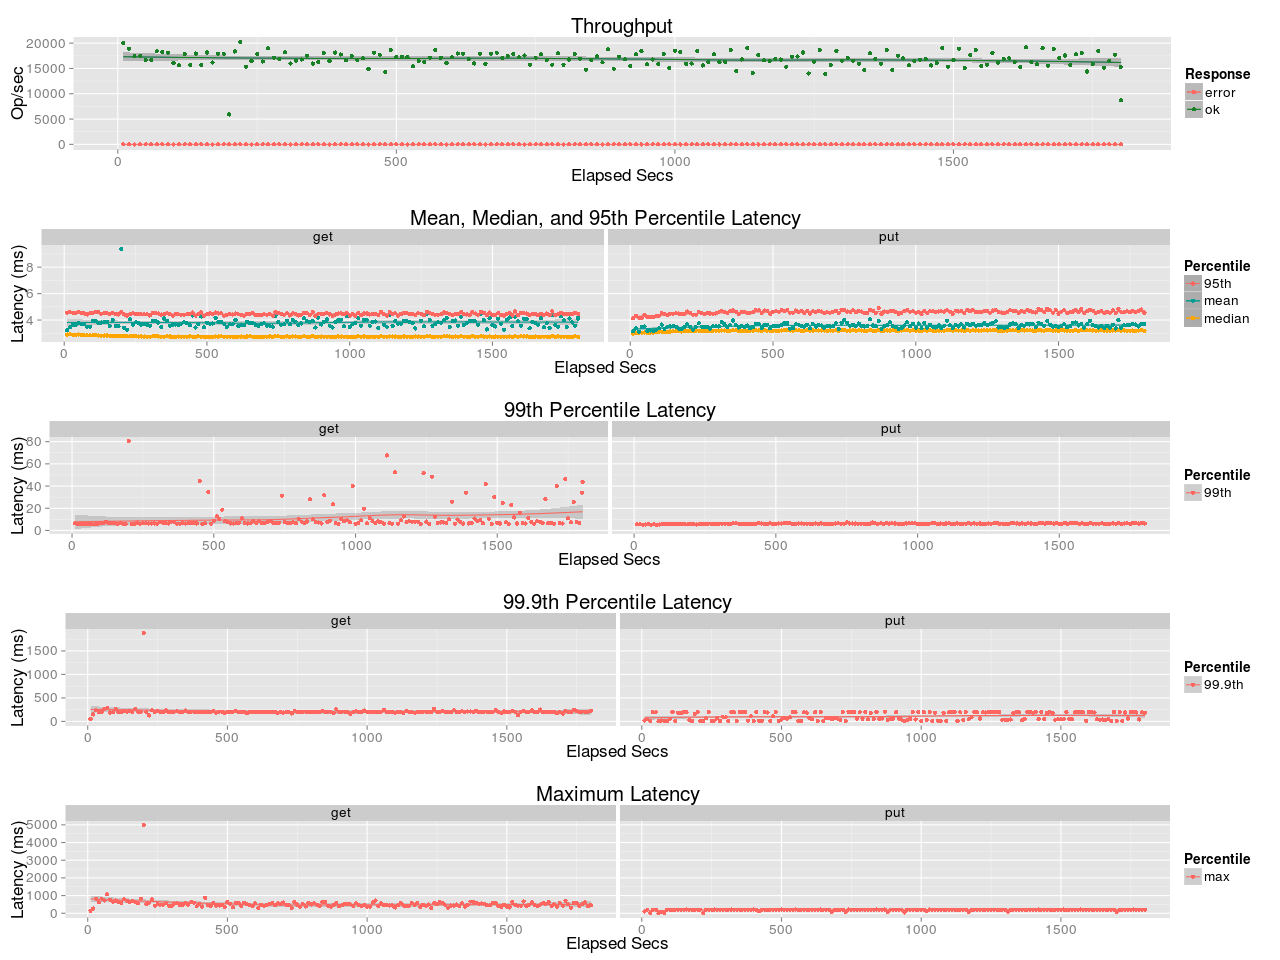 Throughput
Op/sec
20000
15000
10000
5000
0
0 500 1000 1500
Elapsed Secs
Response
error
ok
Mean, Median, and 95th Percentile Latency
get put
Latency (ms)
8
6
4
0 500 1000 1500 0 500 1000 1500
Elapsed Secs
Percentile
95th
mean
median
99th Percentile Latency
get put
Latency (ms)
80
60
40
20
0
0 500 1000 1500 0 500 1000 1500
Elapsed Secs
Percentile
99th
99.9th Percentile Latency
get put
Latency (ms)
1500
1000
500
0
0 500 1000 1500 0 500 1000 1500
Elapsed Secs
Percentile
99.9th
Maximum Latency
get put
Latency (ms)
5000
4000
3000
2000
1000
0
0 500 1000 1500 0 500 1000 1500
Elapsed Secs
Percentile
max